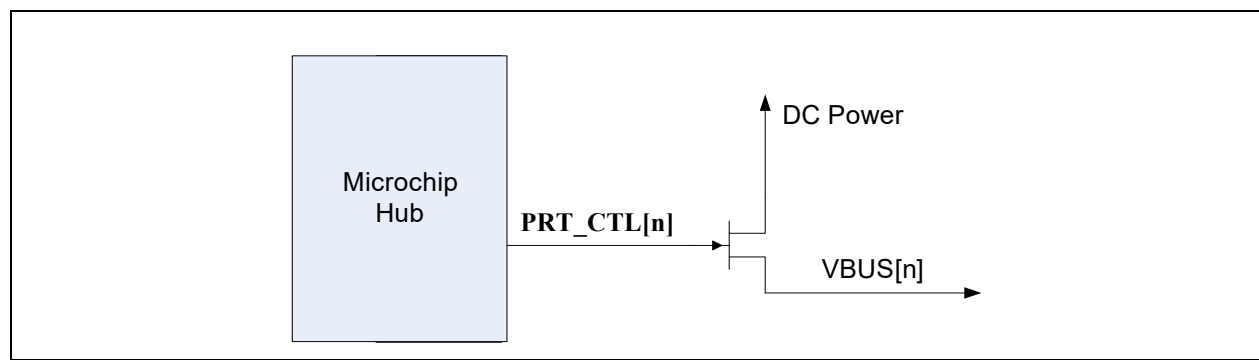 Microchip
Hub
PRT_CTL[n]
DC Power
VBUS[n]